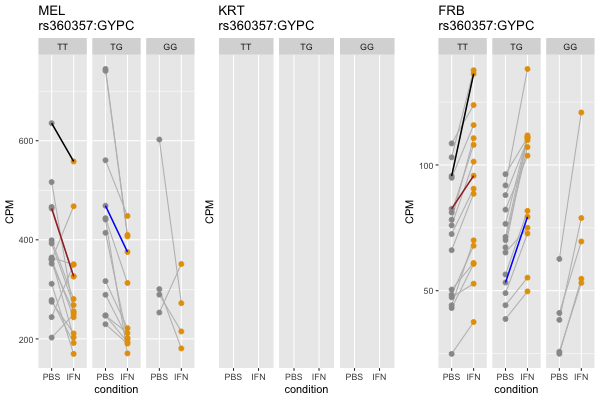 MEL
rs360357:GYPC
TT TG GG
CPM
600
400
200
PBS IFN PBS IFN PBS IFN
condition
KRT
rs360357:GYPC
TT TG GG
CPM
PBS IFN PBS IFN PBS IFN
condition
FRB
rs360357:GYPC
TT TG GG
CPM
100
50
PBS IFN PBS IFN PBS IFN
condition